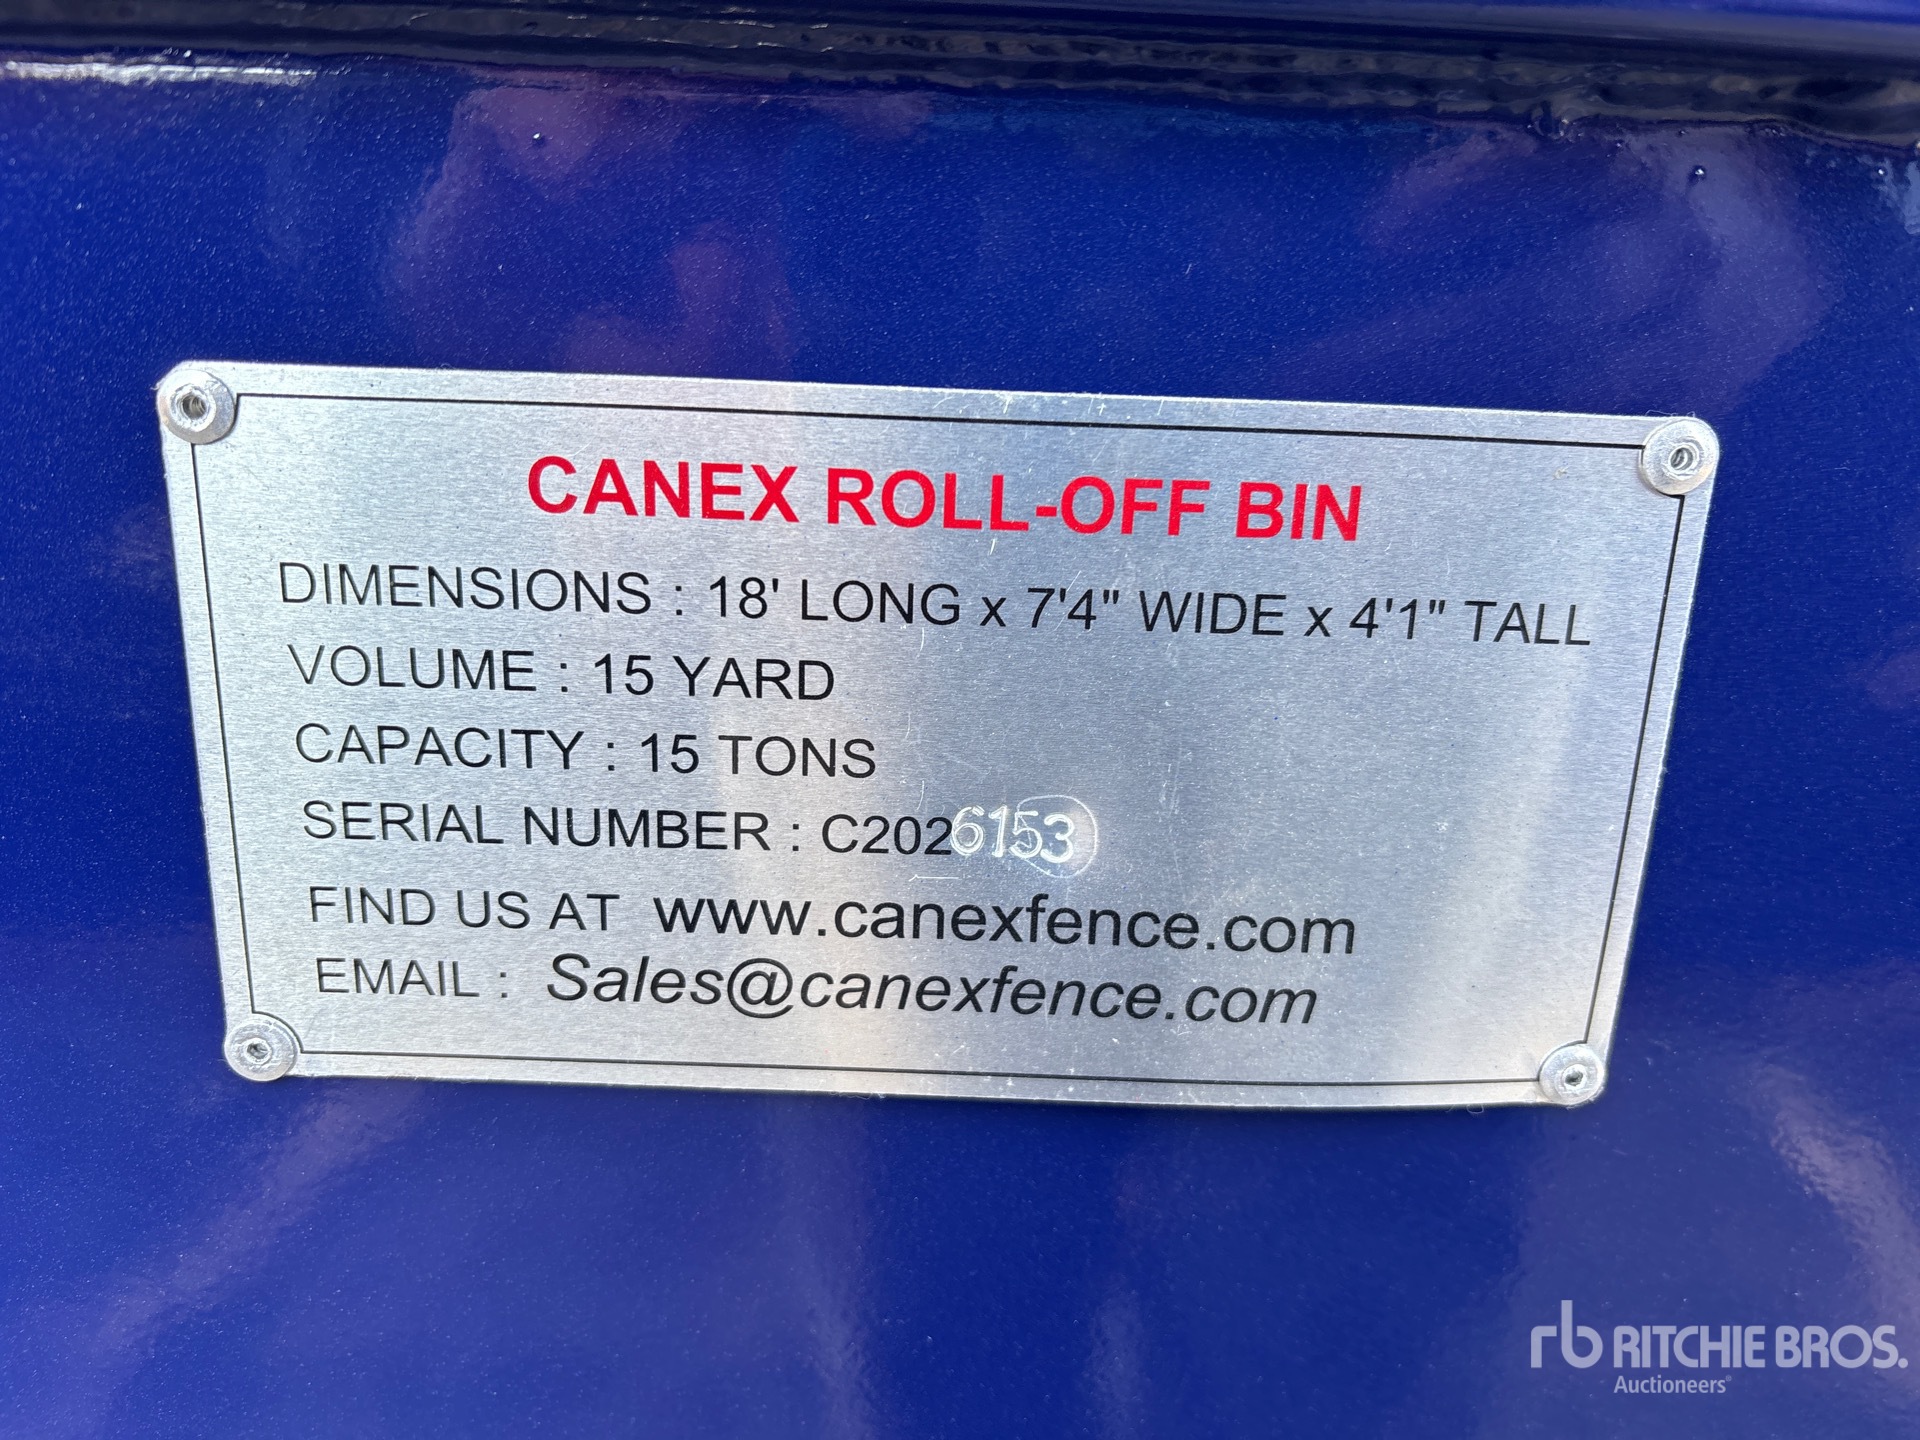 CANEX ROLL-OFF BIN
DIMENSIONS : 18' LONG x 7'4" WIDE x 4'1" TALL
VOLUME : 15 YARD
CAPACITY : 15 TONS
SERIAL NUMBER : C2026153
FIND US AT www.canexfence.com
EMAIL : Sales@canexfence.com
rb RITCHIE BROS.
Auctioneers®